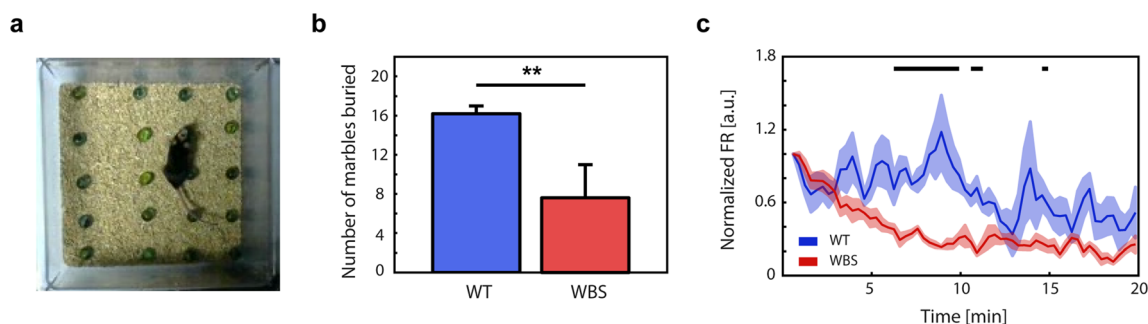 a
b
Number of marbles buried
20
16
12
8
4
0
**
WT
WBS
c
Normalized FR [a.u.]
1.8
1.2
0.6
0
WT
WBS
5
10
15
20
Time [min]